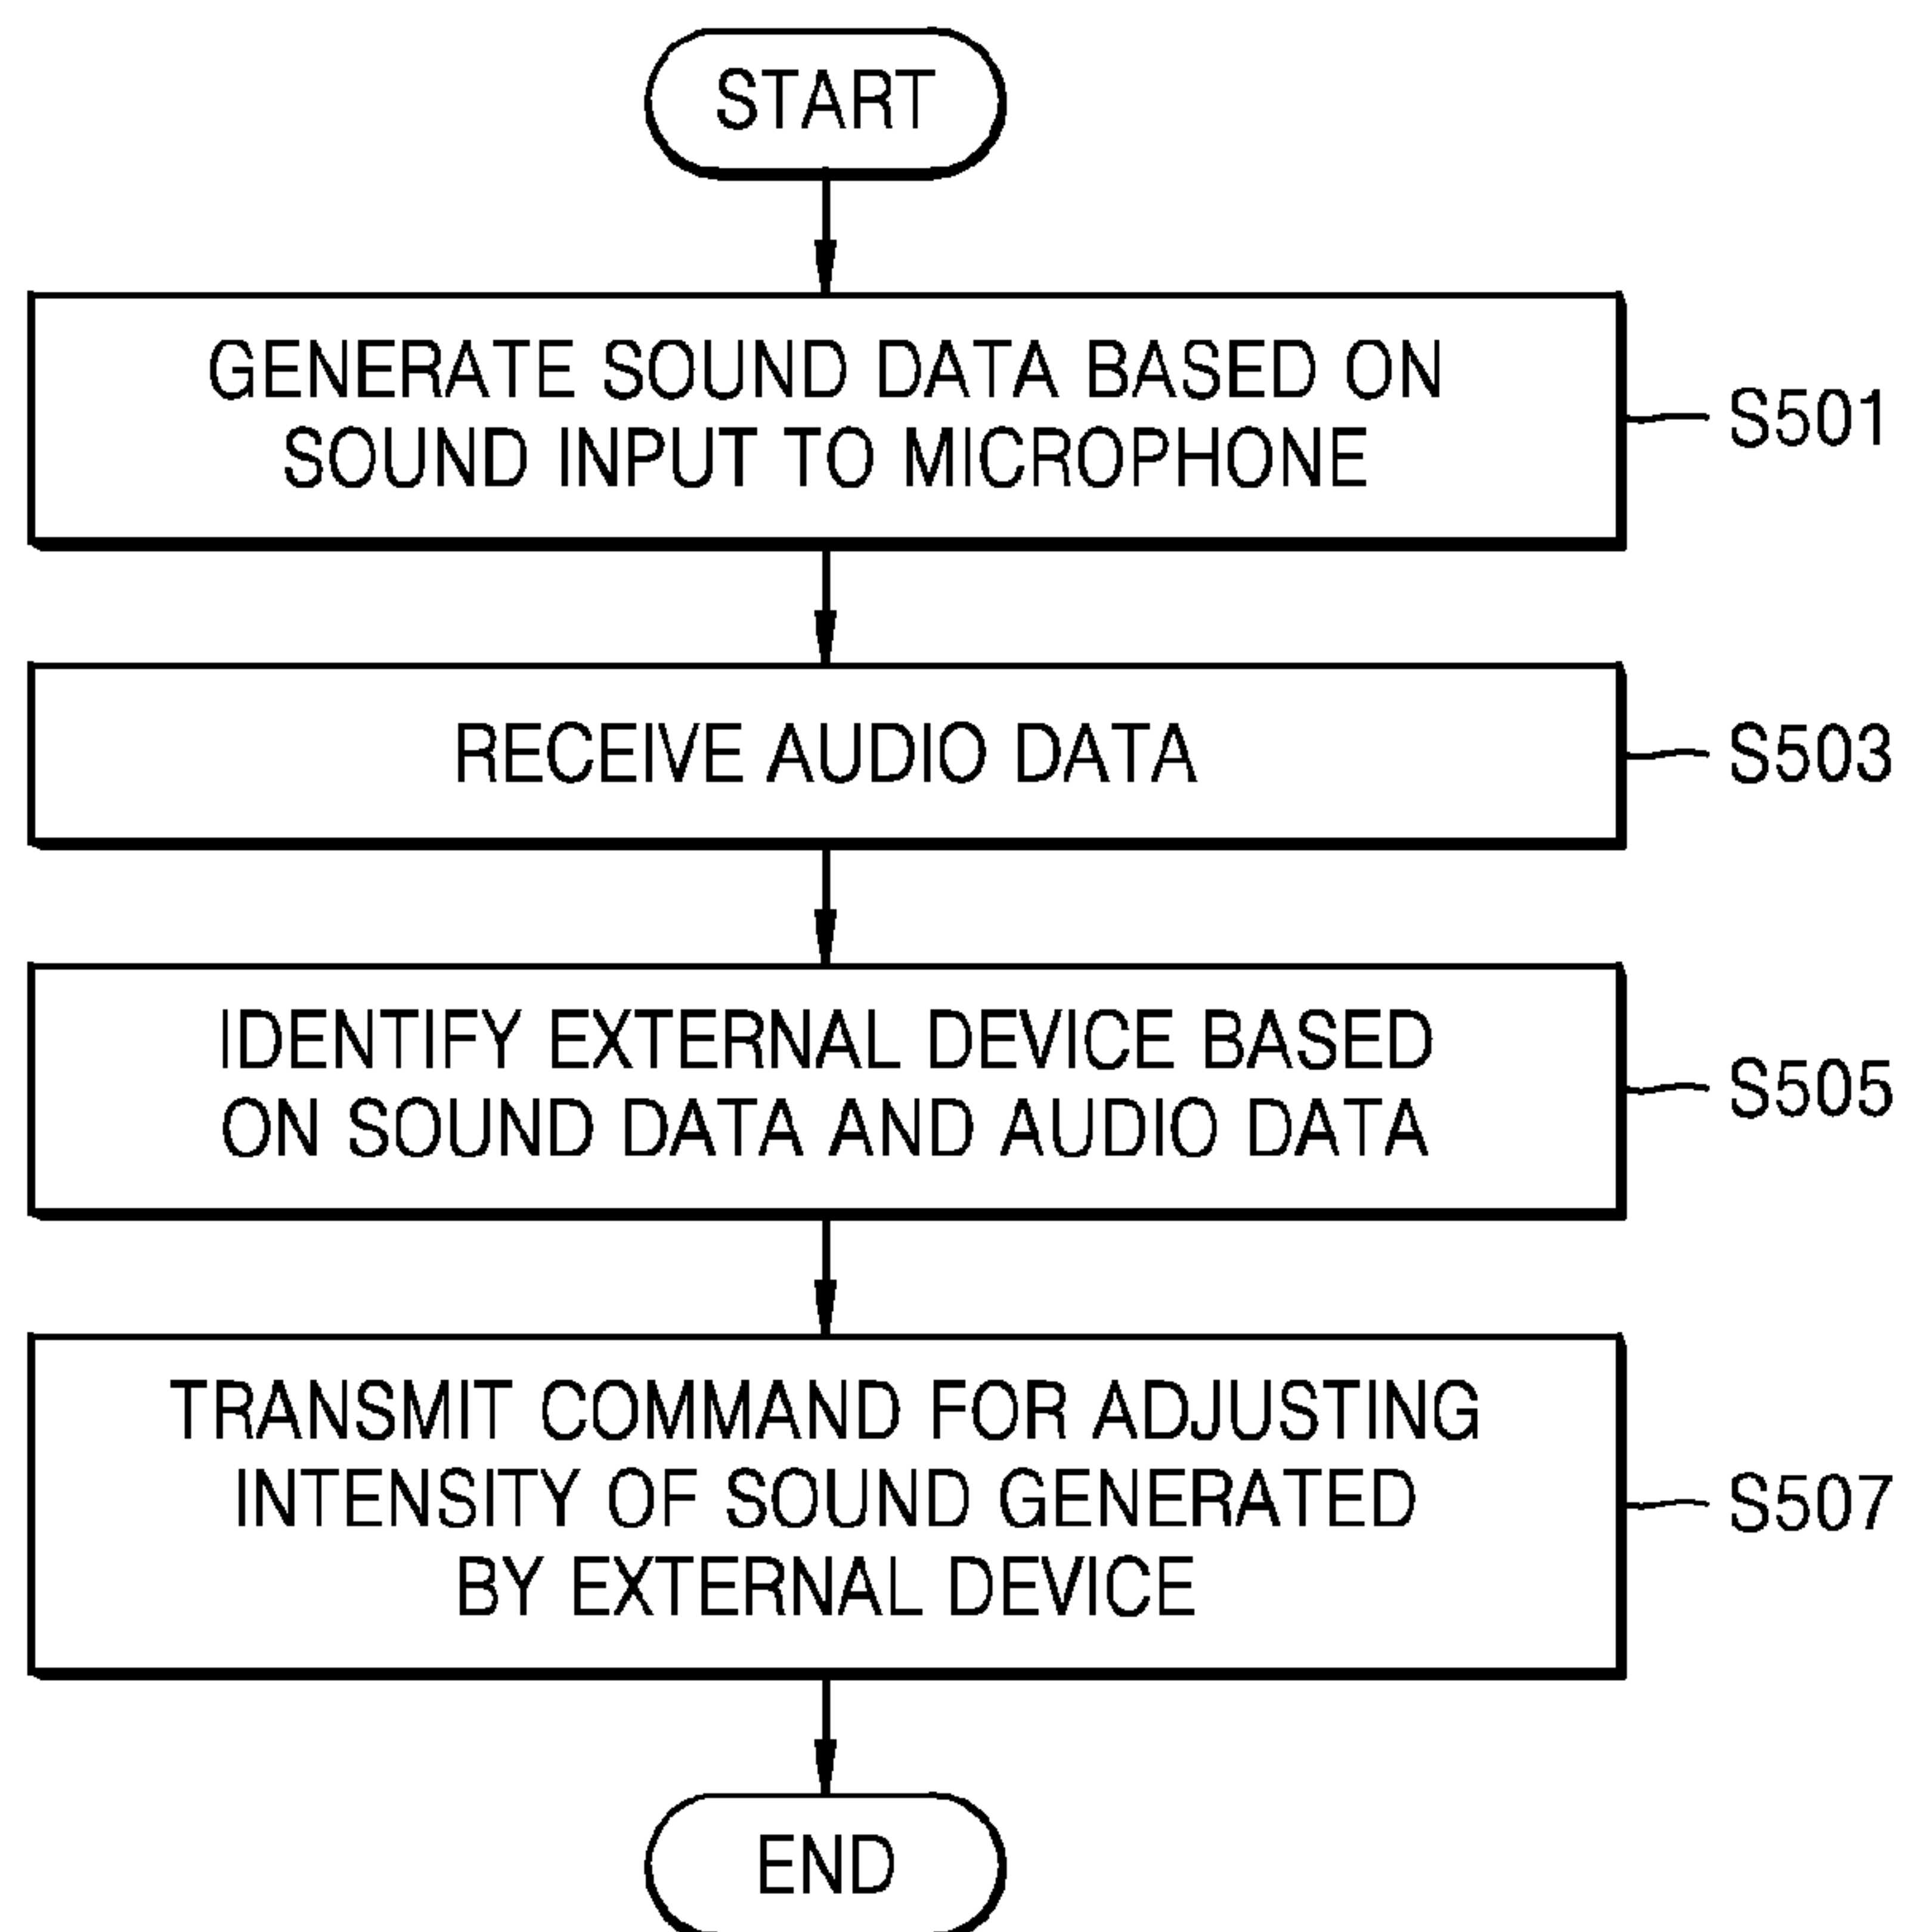 START
GENERATE SOUND DATA BASED ON
SOUND INPUT TO MICROPHONE
S501
RECEIVE AUDIO DATA
S503
IDENTIFY EXTERNAL DEVICE BASED
ON SOUND DATA AND AUDIO DATA
S505
TRANSMIT COMMAND FOR ADJUSTING
INTENSITY OF SOUND GENERATED
BY EXTERNAL DEVICE
S507
END